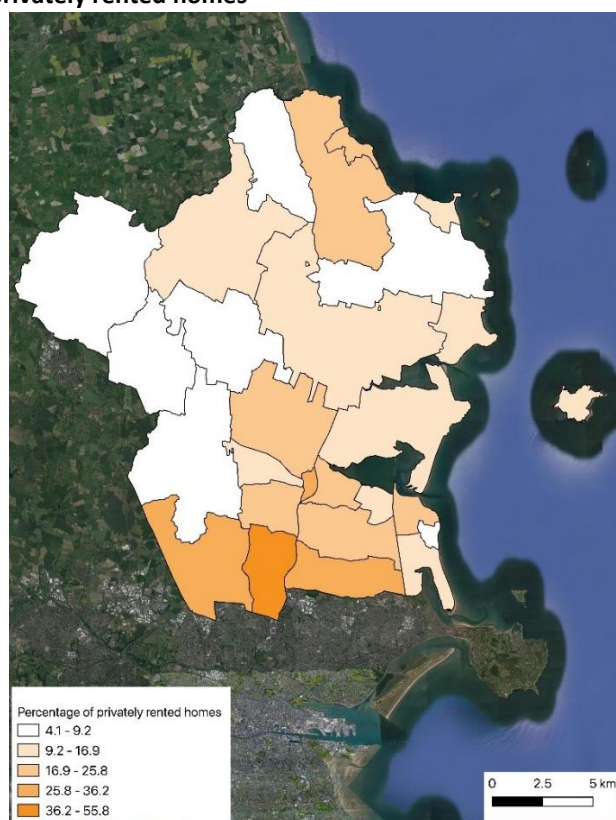 privately rented homes
Percentage of privately rented homes
4.1 - 9.2
9.2 - 16.9
16.9 - 25.8
25.8 - 36.2
36.2 - 55.8
0 2.5 5 km